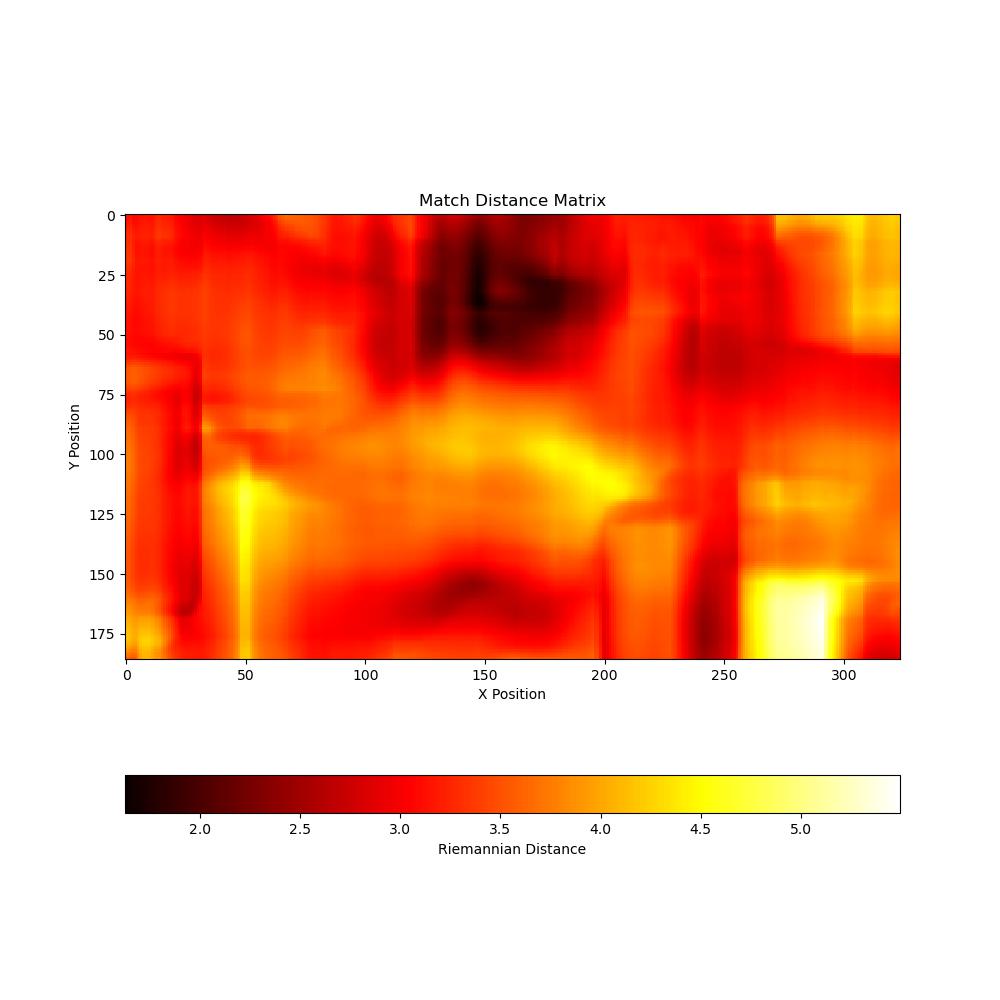 Match Distance Matrix
0
25
50
75
100
125
150
175
Y Position
0 50 100 150 200 250 300
X Position
2.0 2.5 3.0 3.5 4.0 4.5 5.0
Riemannian Distance